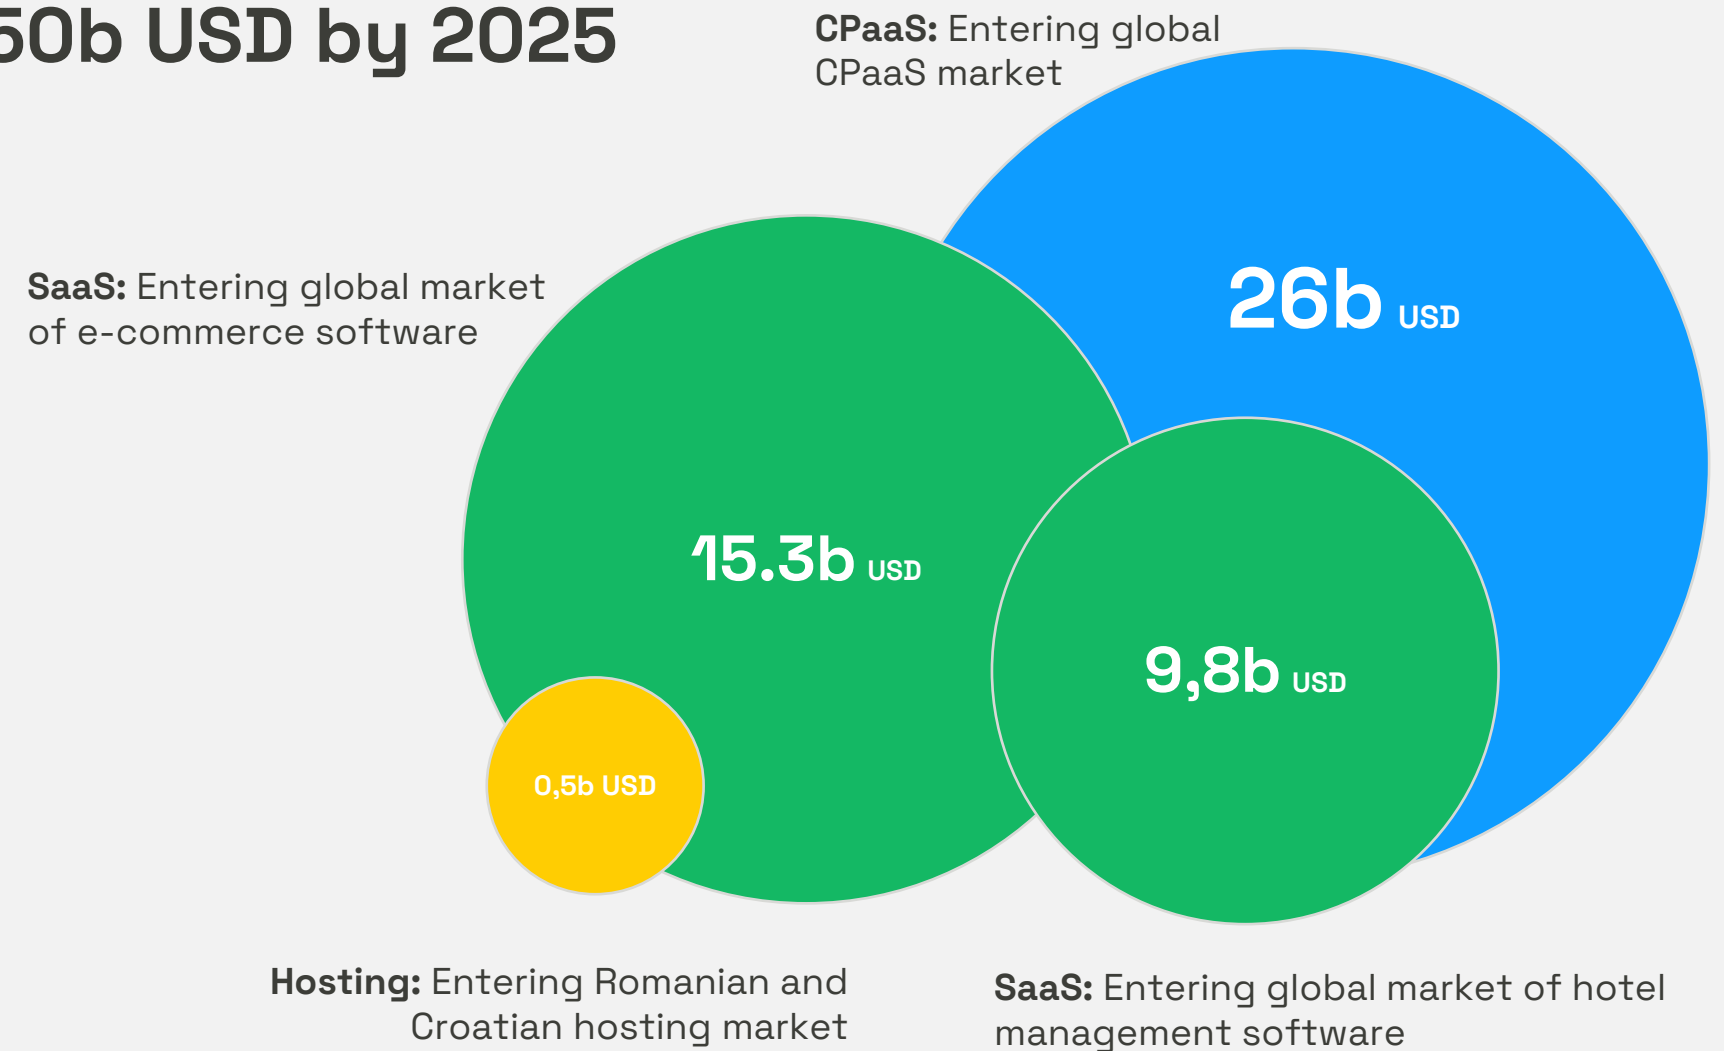 50b USD by 2025
CPaaS: Entering global
CPaaS market
SaaS: Entering global market
of e-commerce software
26b USD
15.3b USD
9,8b USD
0,5b USD
Hosting: Entering Romanian and
Croatian hosting market
SaaS: Entering global market of hotel
management software